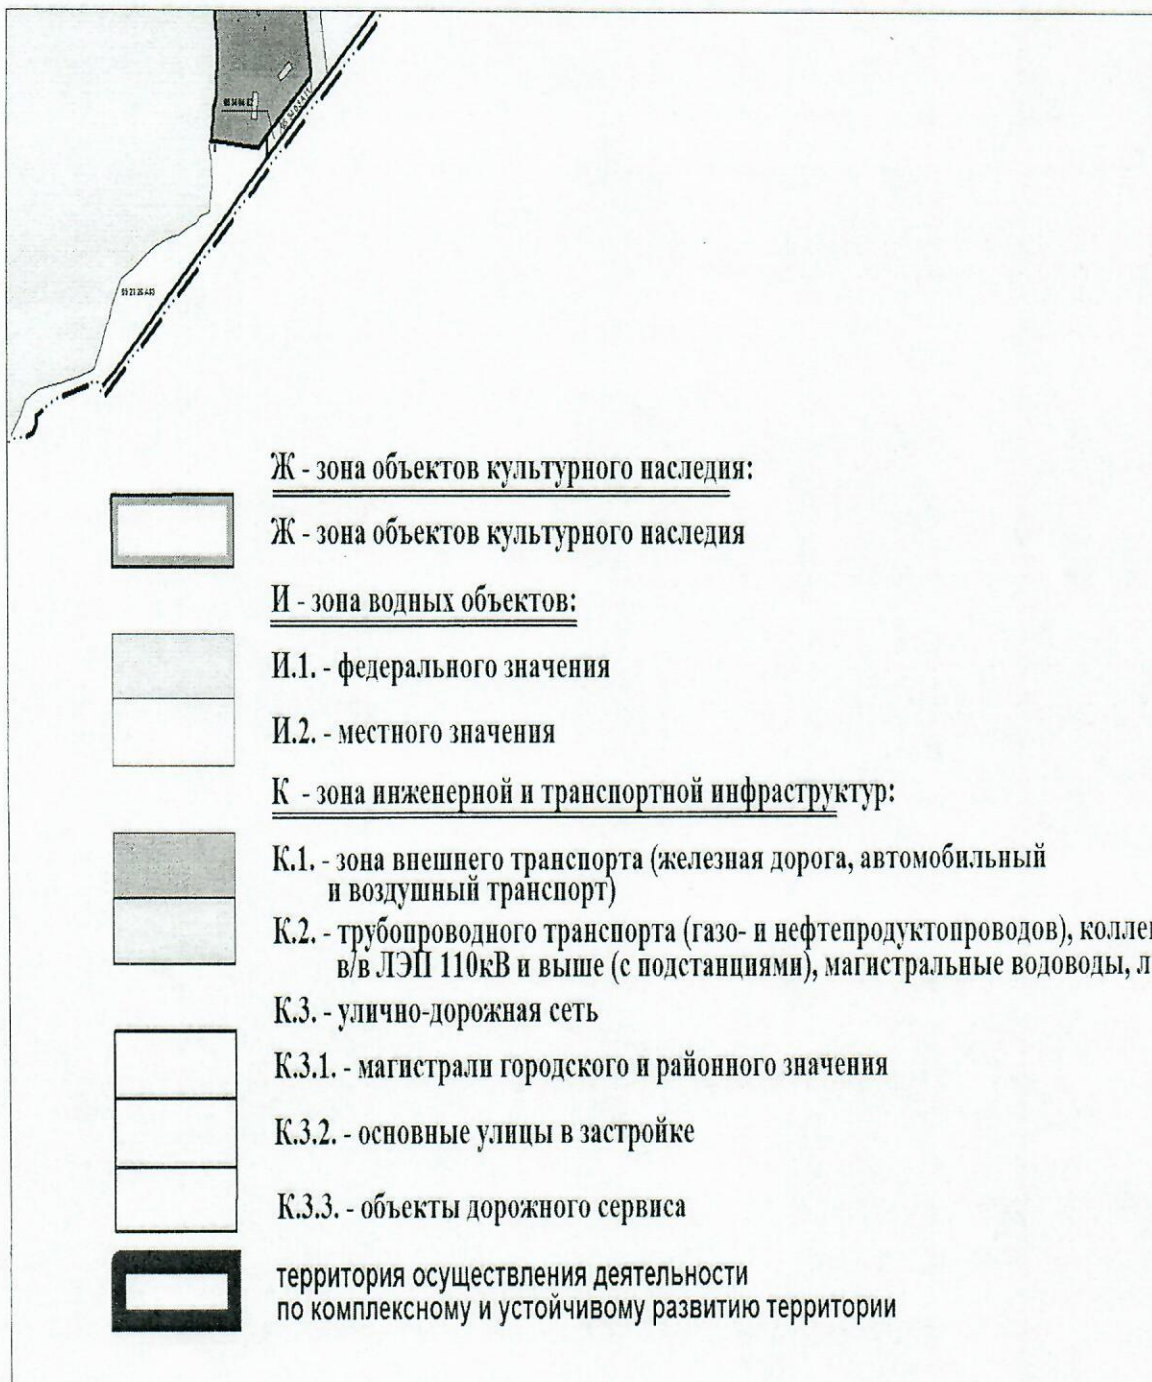 Ж - зона объектов культурного наследия:
Ж - зона объектов культурного наследия
И - зона водных объектов:
И.1. - федерального значения
И.2. - местного значения
К - зона инженерной и транспортной инфраструктур:
К.1. - зона внешнего транспорта (железная дорога, автомобильный
и воздушный транспорт)
К.2. - трубопроводного транспорта (газо- и нефтепродуктопроводов), коллек
в/в ЛЭП 110кВ и выше (с подстанциями), магистральные водоводы, л
К.3. - улично-дорожная сеть
К.3.1. - магистрали городского и районного значения
К.3.2. - основные улицы в застройке
К.3.3. - объекты дорожного сервиса
территория осуществления деятельности
по комплексному и устойчивому развитию территории